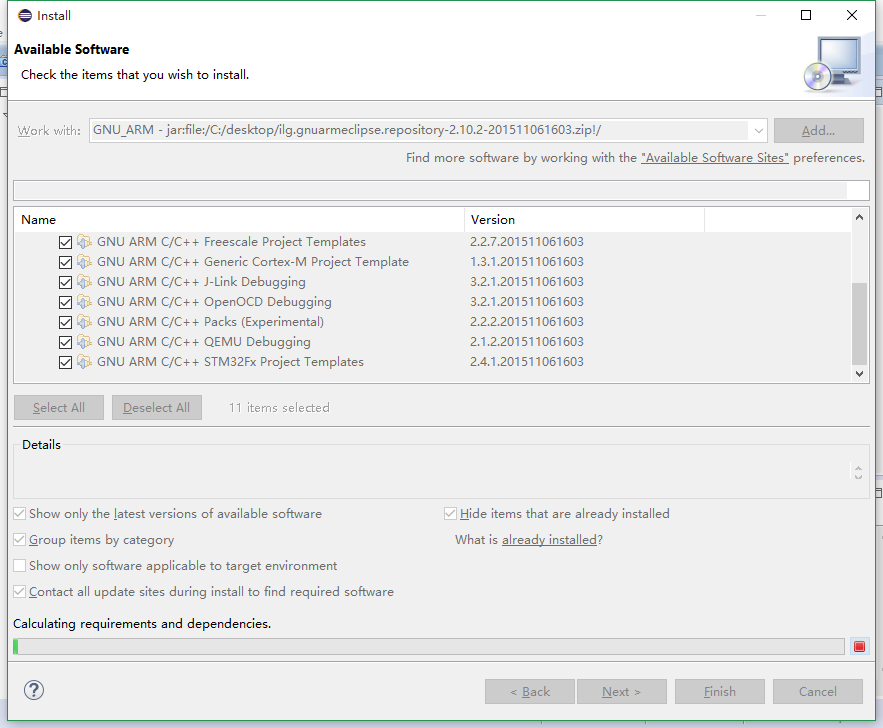 Install
Available Software
Check the items that you wish to install.
Work with: GNU_ARM - jar:file:/C:/desktop/ilg.gnuarmeclipse.repository-2.10.2-201511061603.zip!/ Add...
Find more software by working with the "Available Software Sites" preferences.
Name Version
GNU ARM C/C++ Freescale Project Templates 2.2.7.201511061603
GNU ARM C/C++ Generic Cortex-M Project Template 1.3.1.201511061603
GNU ARM C/C++ J-Link Debugging 3.2.1.201511061603
GNU ARM C/C++ OpenOCD Debugging 3.2.1.201511061603
GNU ARM C/C++ Packs (Experimental) 2.2.2.201511061603
GNU ARM C/C++ QEMU Debugging 2.1.2.201511061603
GNU ARM C/C++ STM32Fx Project Templates 2.4.1.201511061603
Select All Deselect All 11 items selected
Details
Show only the latest versions of available software Hide items that are already installed
Group items by category What is already installed?
Show only software applicable to target environment
Contact all update sites during install to find required software
Calculating requirements and dependencies.
? < Back Next > Finish Cancel